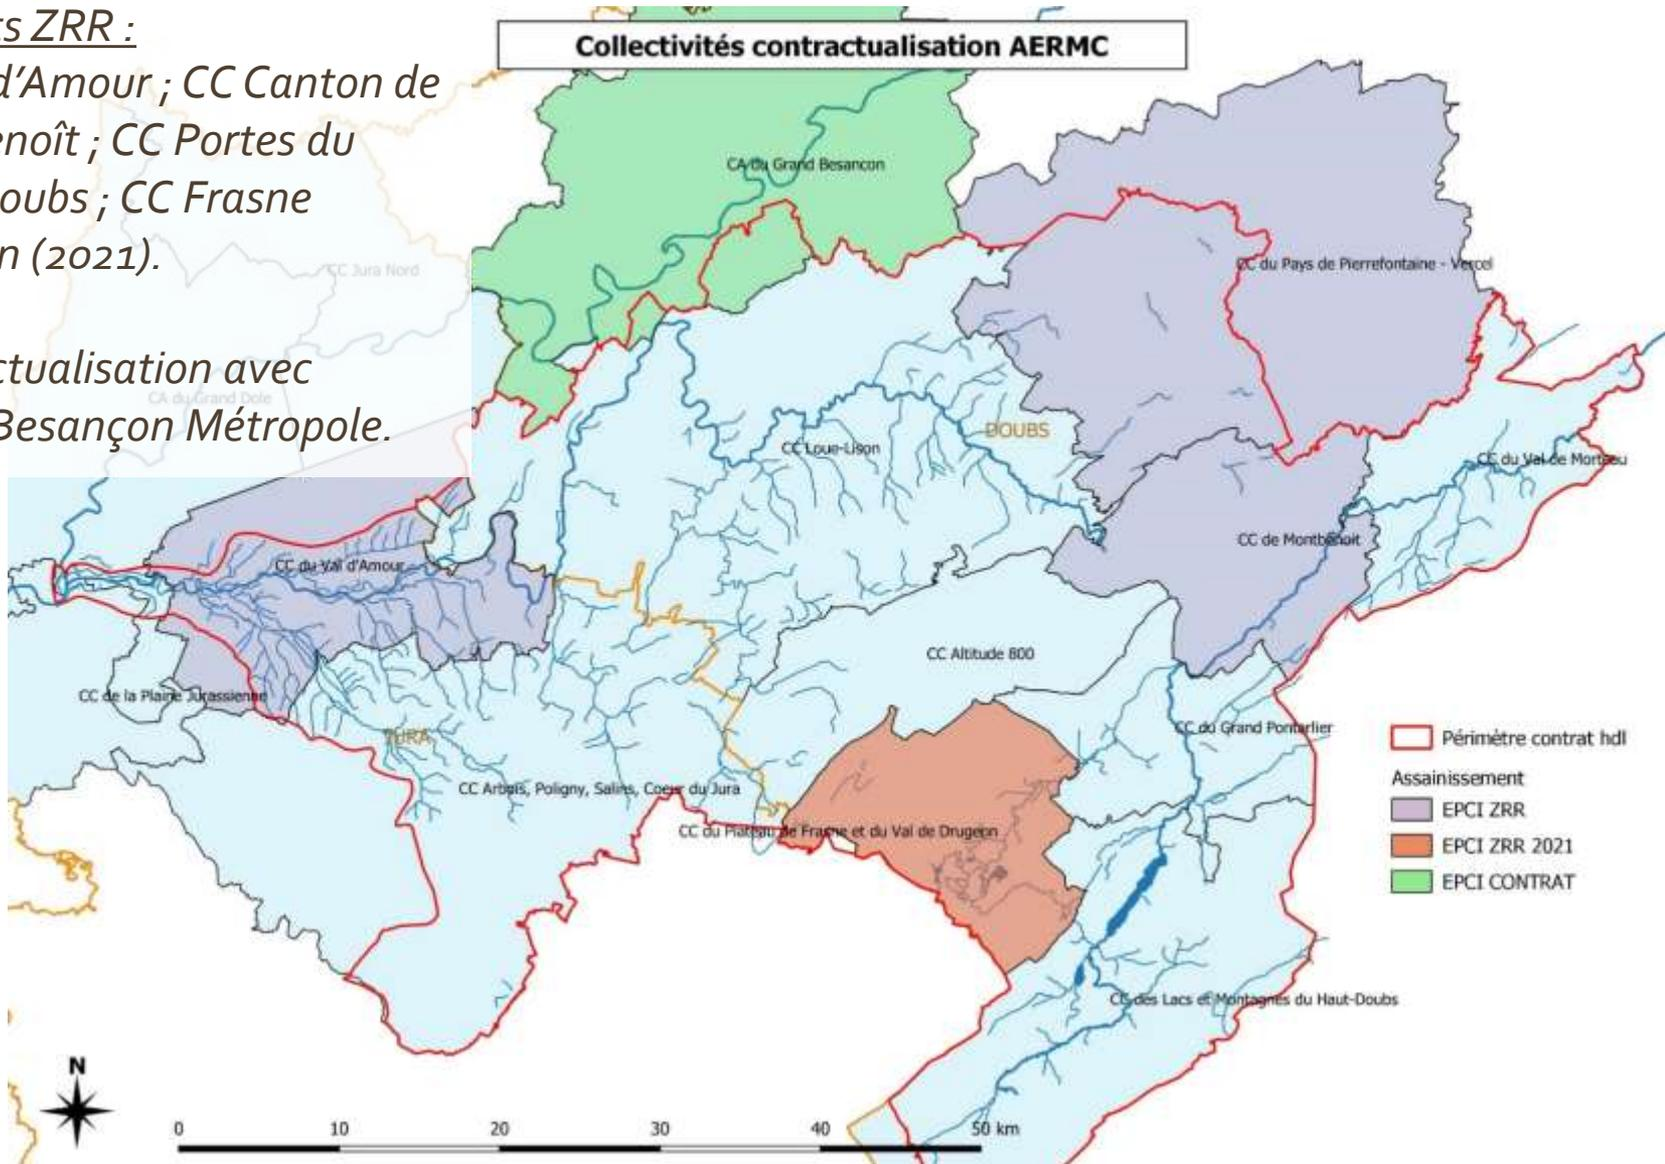 ts ZRR :
d'Amour ; CC Canton de
enoît ; CC Portes du
oubs ; CC Frasne
n (2021).
ctualisation avec
Besançon Métropole.
Collectivités contractualisation AERMC
CA du Grand Besancon
CC Jura Nord
CC du Pays de Pierrefontaine - Vercel
CA du Grand Dole
DOUBS
CC Loue-Lison
CC du Val de Morteau
CC de Montbenoit
CC du Val d'Amour
CC Altitude 800
CC de la Plaine Jurassienne
CC du Grand Pontarlier
JURA
CC Arbois, Poligny, Salins, Coeur du Jura
CC du Plateau de Frasne et du Val de Drugeon
CC des Lacs et Montagnes du Haut-Doubs
Périmètre contrat hdl
Assainissement
EPCI ZRR
EPCI ZRR 2021
EPCI CONTRAT
N
0 10 20 30 40 50 km